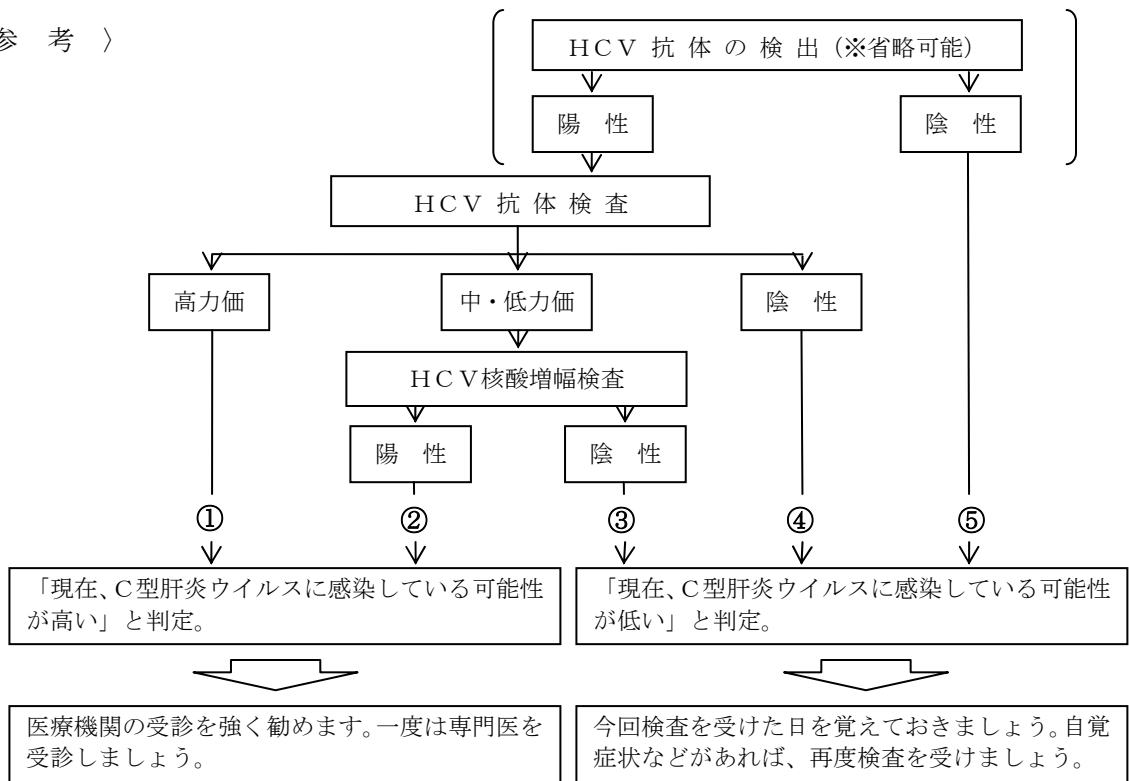 参 考 〉
HCV 抗 体 の 検 出（※省略可能）
陽 性
陰 性
HCV 抗 体 検 査
高力価
中・低力価
陰 性
HCV核酸増幅検査
陽 性
陰 性
①
②
③
④
⑤
「現在、C型肝炎ウイルスに感染している可能性
が高い」と判定。
「現在、C型肝炎ウイルスに感染している可能性
が低い」と判定。
医療機関の受診を強く勧めます。一度は専門医を
受診しましょう。
今回検査を受けた日を覚えておきましょう。自覚
症状などがあれば、再度検査を受けましょう。